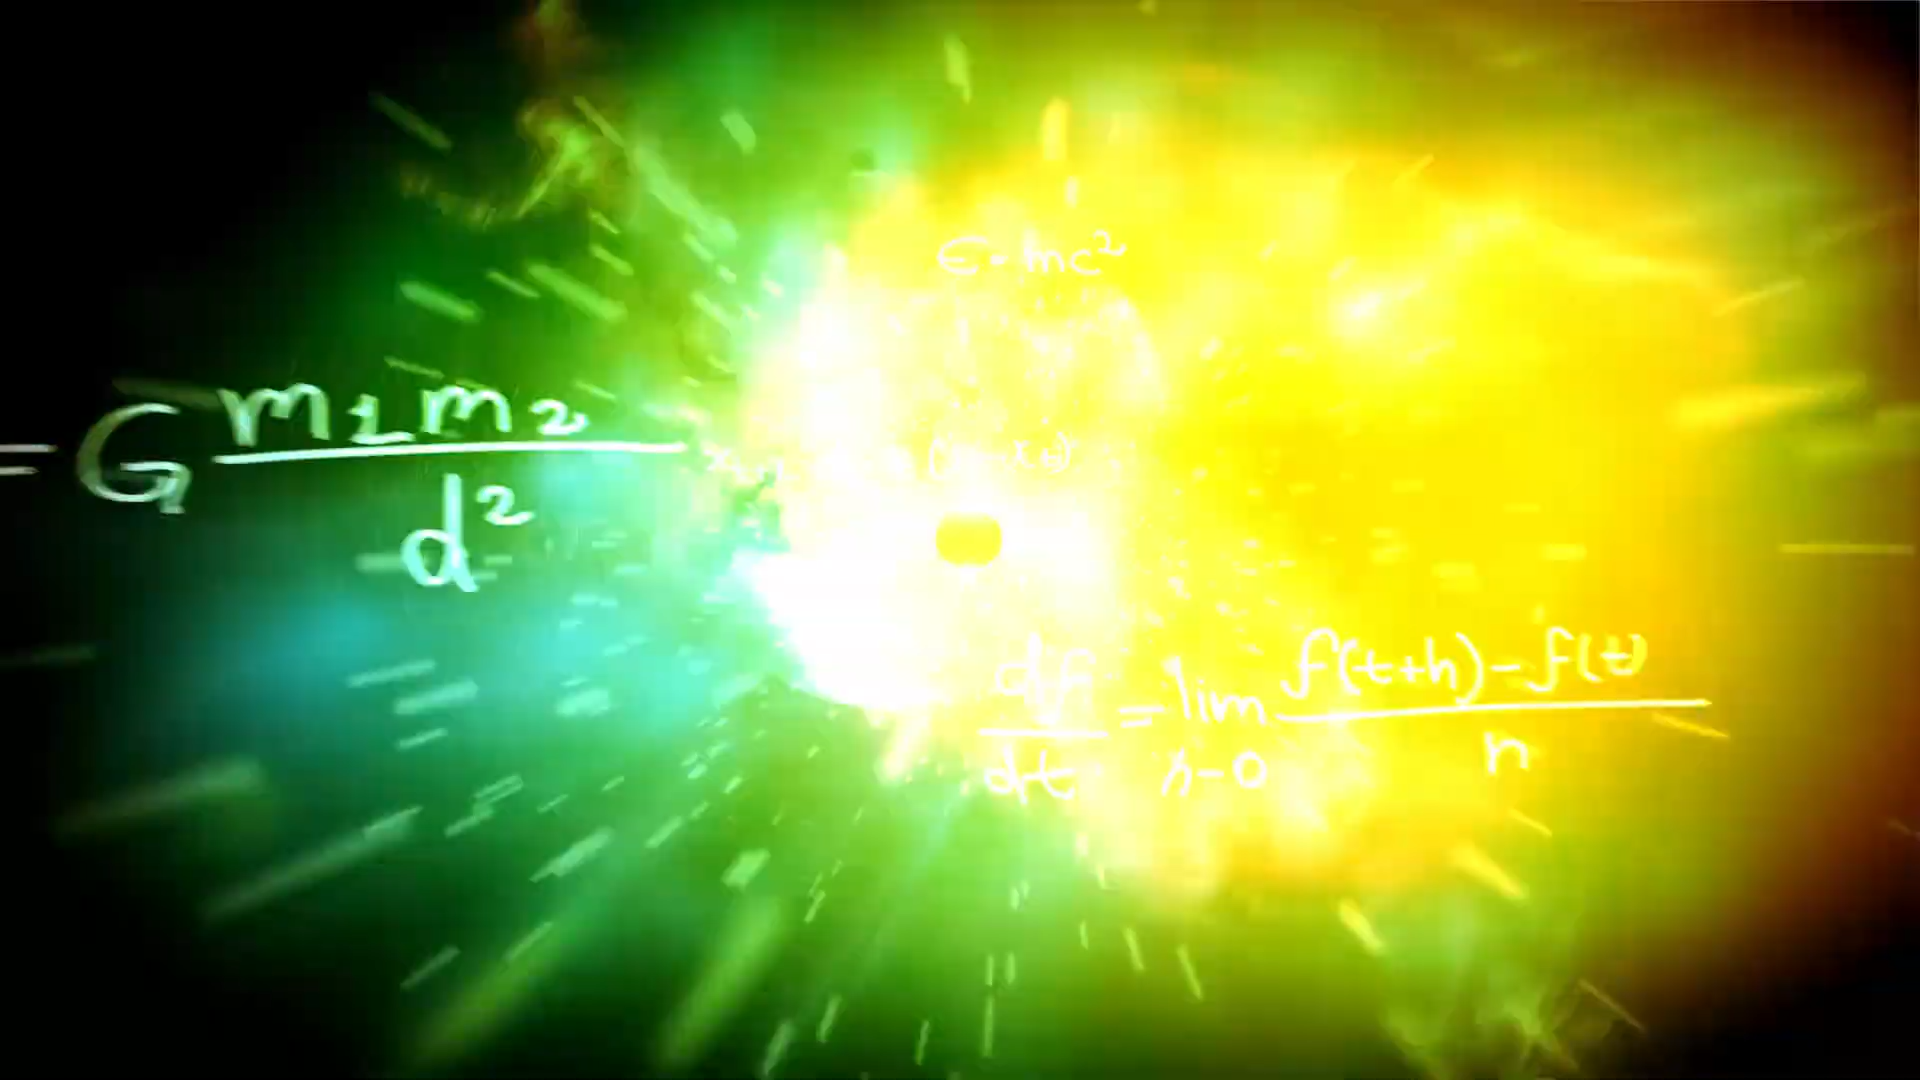 E=mc²
= G m₁m₂ / d²
df/dt = lim h→0 f(t+h)-f(t) / h